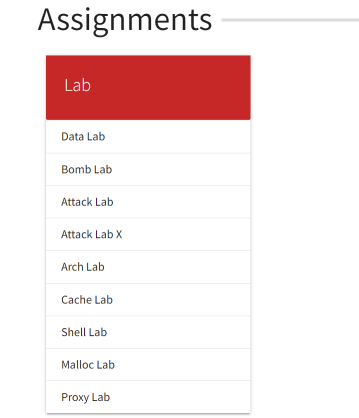 Assignments
Lab
Data Lab
Bomb Lab
Attack Lab
Attack Lab X
Arch Lab
Cache Lab
Shell Lab
Malloc Lab
Proxy Lab